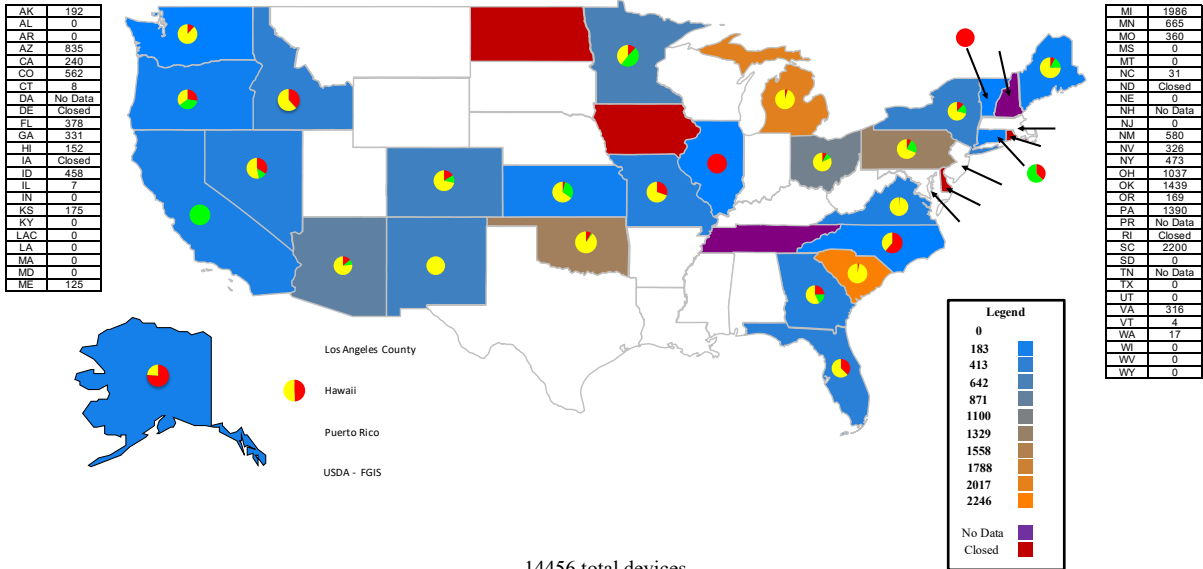 AK 192
AL 0
AR 0
AZ 835
CA 240
CO 562
CT 8
DA No Data
DE Closed
FL 378
GA 331
HI 152
IA Closed
ID 458
IL 7
IN 0
KS 175
KY 0
LAC 0
LA 0
MA 0
MD 0
ME 125
MI 1986
MN 665
MO 360
MS 0
MT 0
NC 31
ND Closed
NE 0
NH No Data
NJ 0
NM 580
NV 326
NY 473
OH 1037
OK 1439
OR 169
PA 1390
PR No Data
RI Closed
SC 2200
SD 0
TN No Data
TX 0
UT 0
VA 316
VT 4
WA 17
WI 0
WV 0
WY 0
Los Angeles County
Hawaii
Puerto Rico
USDA - FGIS
Legend
0
183
413
642
871
1100
1329
1558
1788
2017
2246
No Data
Closed
14456 total devices